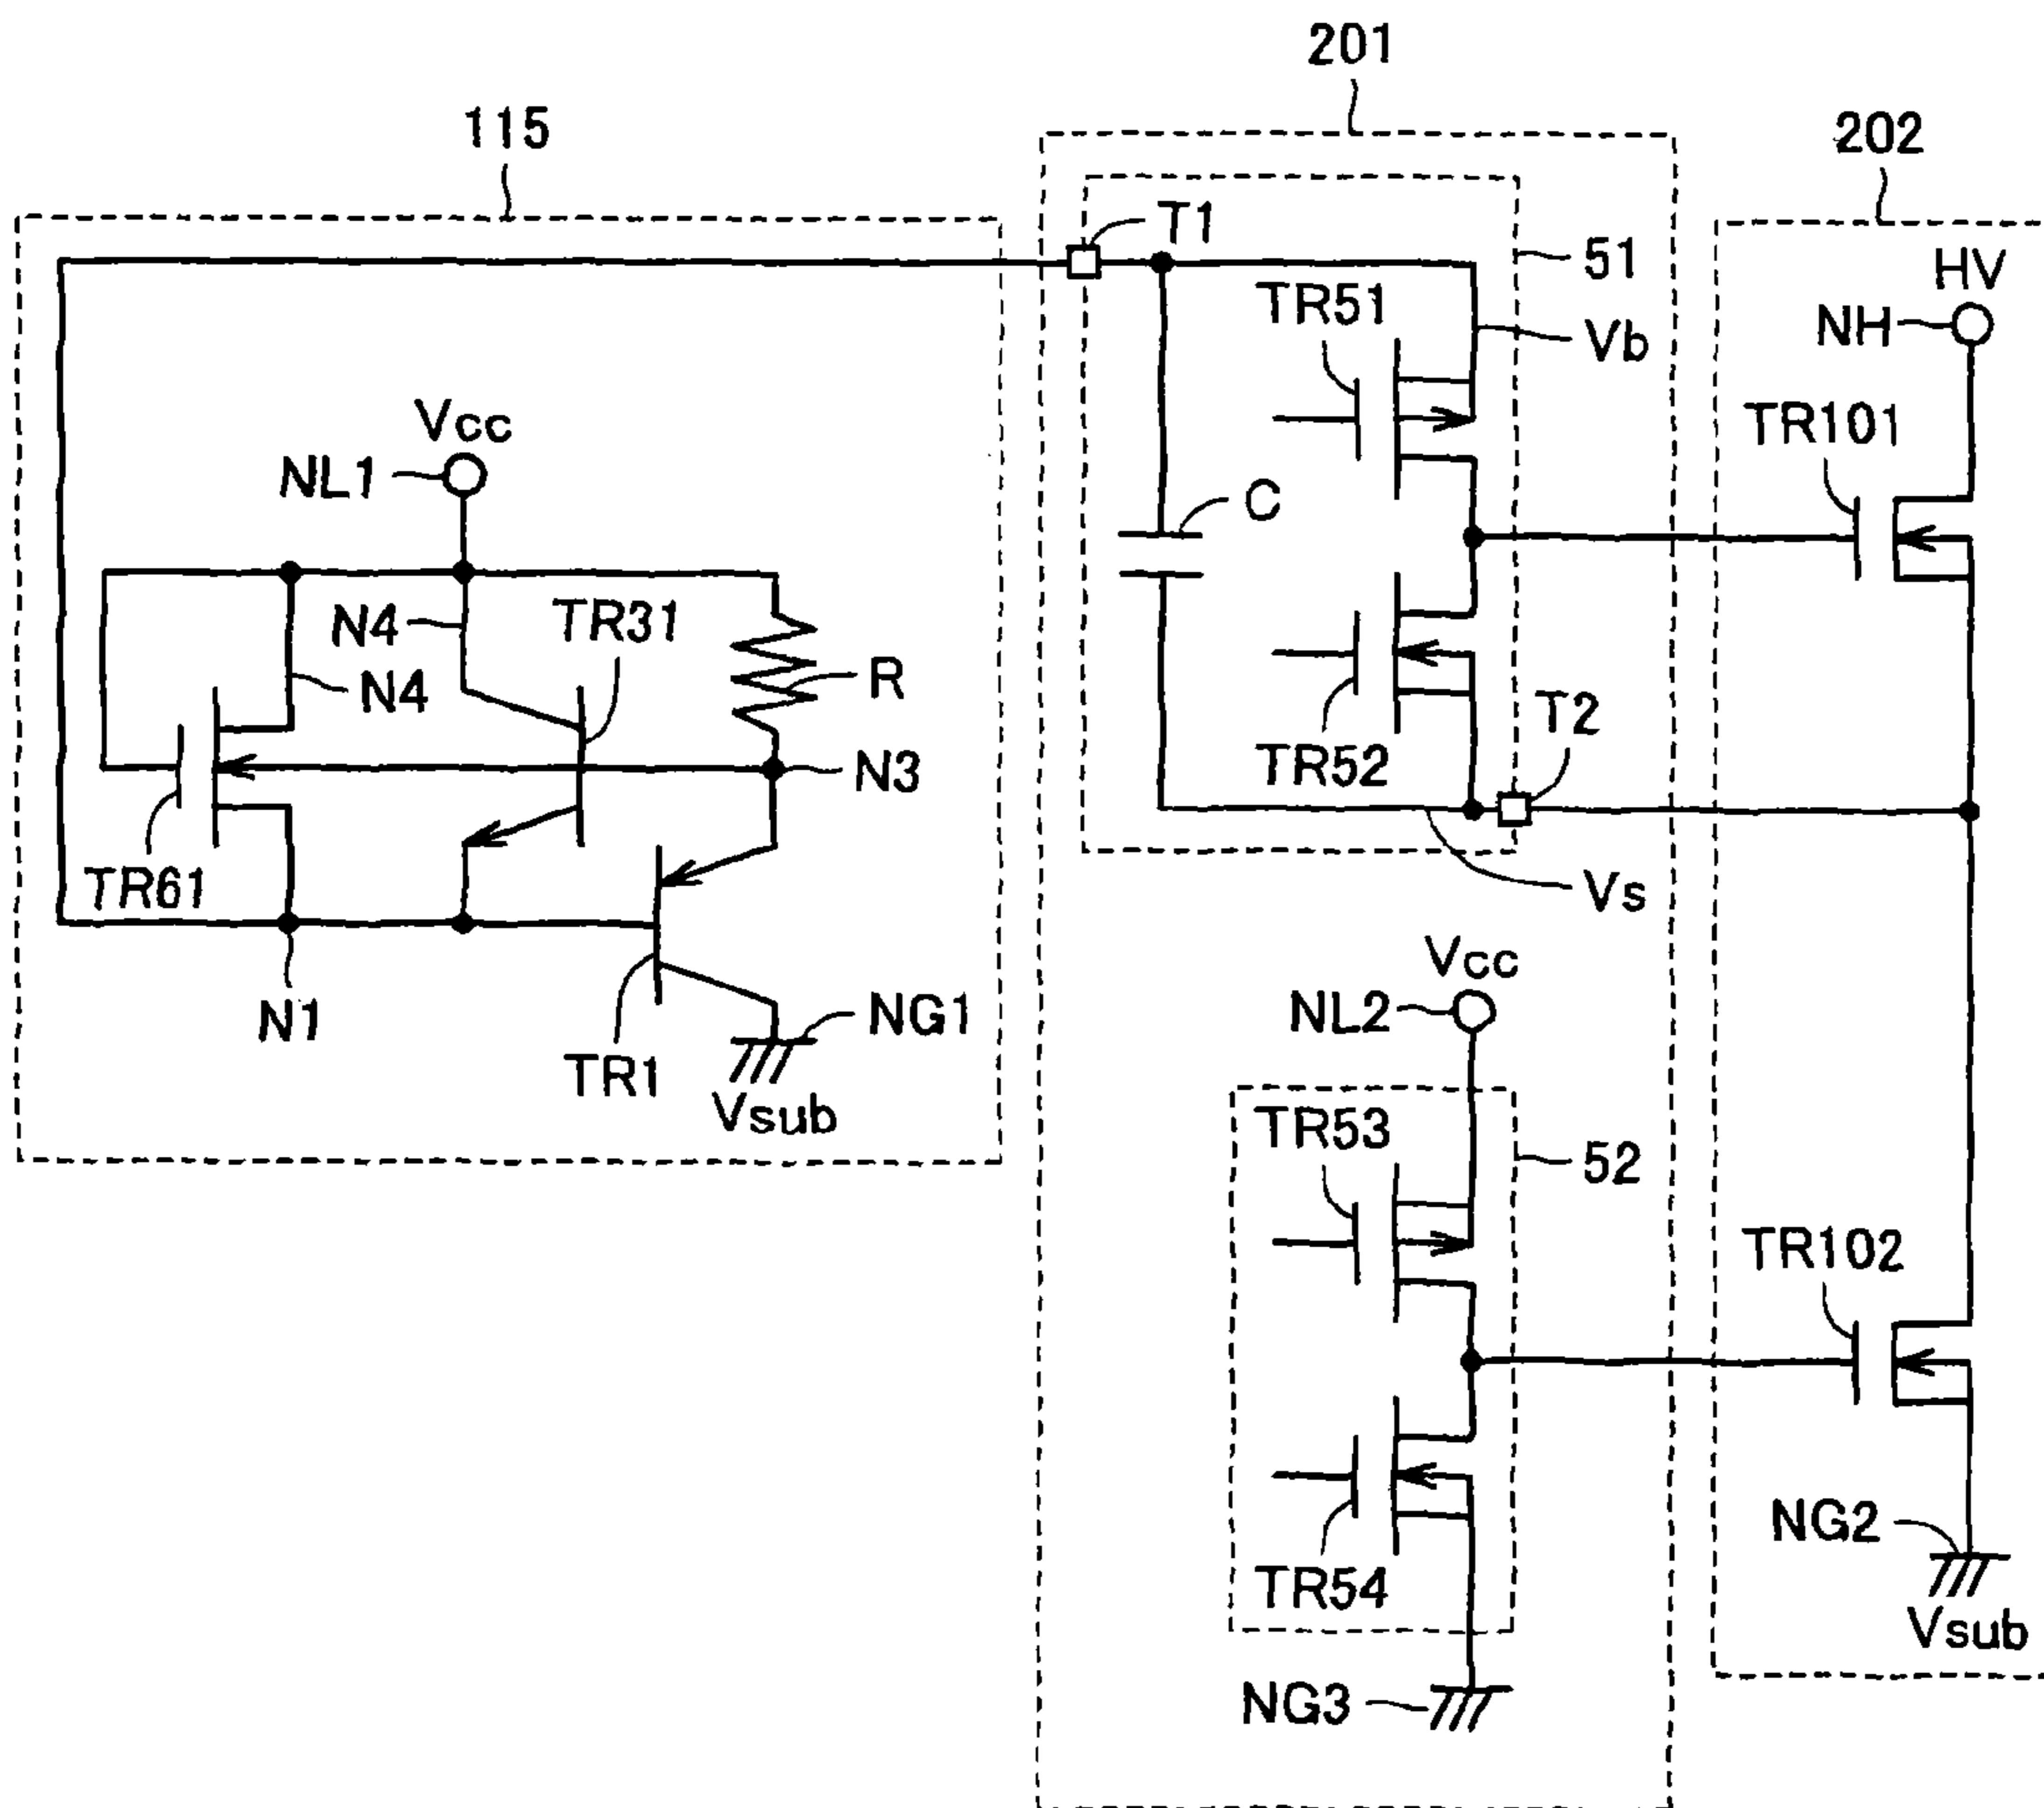 201
115
202
T1
51
HV
TR51
Vb
NH
TR101
Vcc
NL1
C
N4
TR31
N4
R
T2
TR52
N3
TR61
Vs
Vcc
N1
NL2
NG1
TR1
Vsub
TR53
52
TR102
NG2
TR54
Vsub
NG3